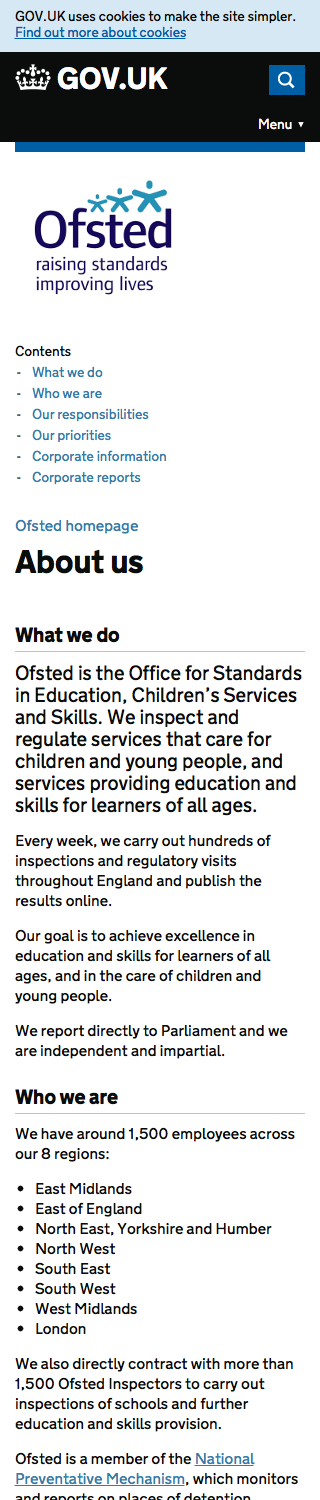 GOV.UK uses cookies to make the site simpler.
Find out more about cookies
GOV.UK
Menu ▼
Ofsted
raising standards
improving lives
Contents
- What we do
- Who we are
- Our responsibilities
- Our priorities
- Corporate information
- Corporate reports
Ofsted homepage
About us
What we do
Ofsted is the Office for Standards
in Education, Children’s Services
and Skills. We inspect and
regulate services that care for
children and young people, and
services providing education and
skills for learners of all ages.
Every week, we carry out hundreds of
inspections and regulatory visits
throughout England and publish the
results online.
Our goal is to achieve excellence in
education and skills for learners of all
ages, and in the care of children and
young people.
We report directly to Parliament and we
are independent and impartial.
Who we are
We have around 1,500 employees across
our 8 regions:
• East Midlands
• East of England
• North East, Yorkshire and Humber
• North West
• South East
• South West
• West Midlands
• London
We also directly contract with more than
1,500 Ofsted Inspectors to carry out
inspections of schools and further
education and skills provision.
Ofsted is a member of the National
Preventative Mechanism, which monitors
and reports on places of detention